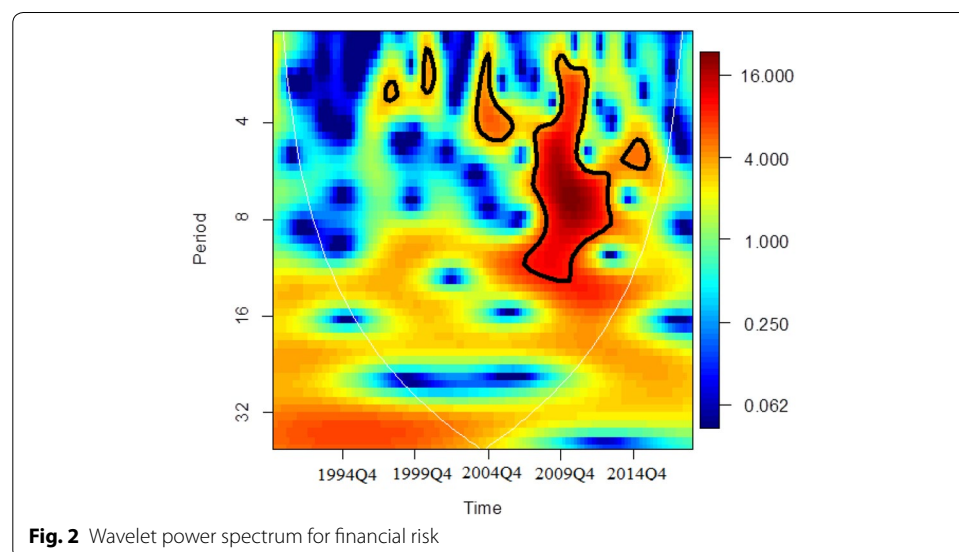 16.000
4
4.000
8
1.000
Period
16
0.250
32
0.062
1994Q4 1999Q4 2004Q4 2009Q4 2014Q4
Time
Fig. 2 Wavelet power spectrum for financial risk